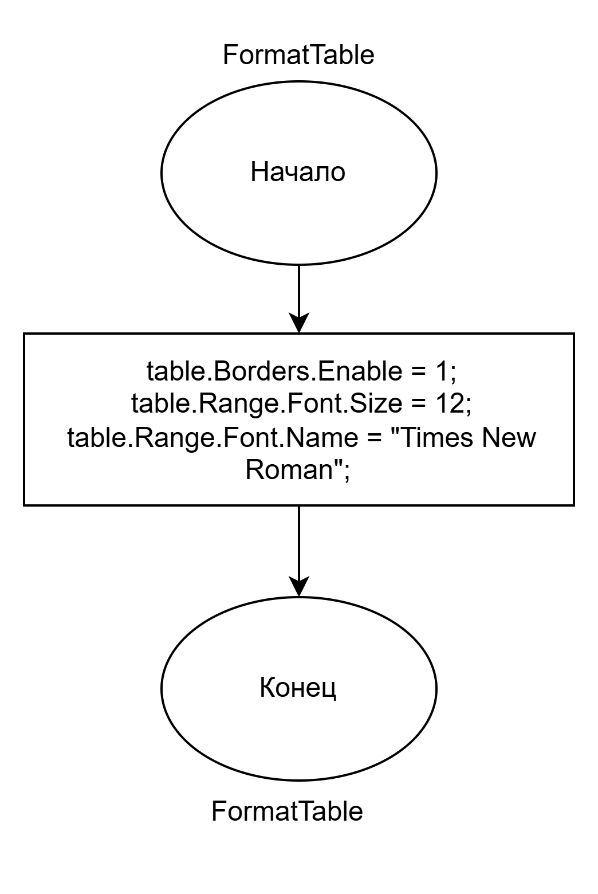 FormatTable
Начало
table.Borders.Enable = 1;
table.Range.Font.Size = 12;
table.Range.Font.Name = "Times New
Roman";
Конец
FormatTable